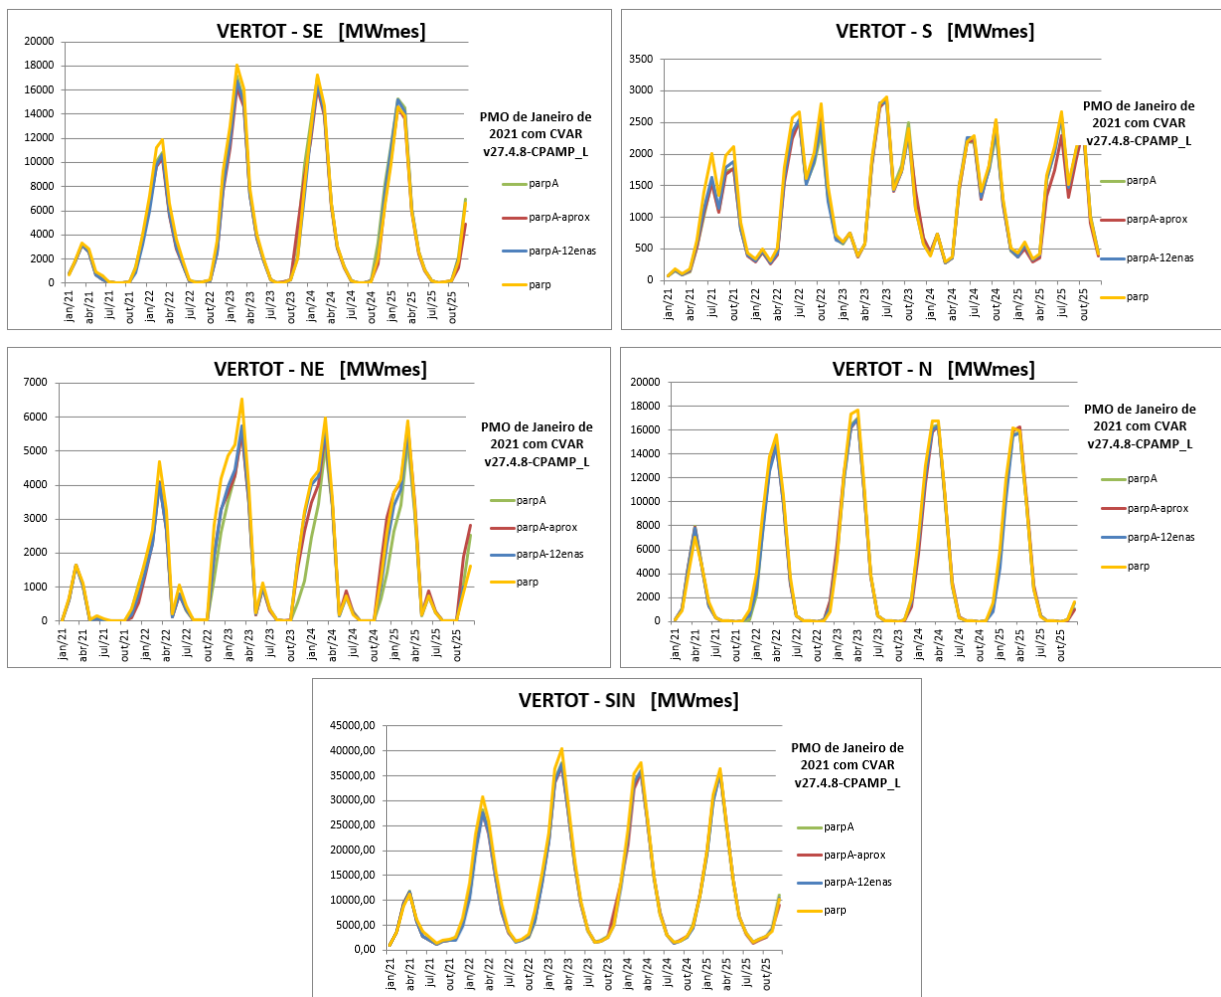 VERTOT - SE [MWmes]
20000
18000
16000
14000
12000
10000
8000
6000
4000
2000
0
jan/21
abr/21
jul/21
out/21
jan/22
abr/22
jul/22
out/22
jan/23
abr/23
jul/23
out/23
jan/24
abr/24
jul/24
out/24
jan/25
abr/25
jul/25
out/25
PMO de Janeiro de
2021 com CVAR
v27.4.8-CPAMP_L
parpA
parpA-aprox
parpA-12enas
parp
VERTOT - S [MWmes]
3500
3000
2500
2000
1500
1000
500
0
jan/21
abr/21
jul/21
out/21
jan/22
abr/22
jul/22
out/22
jan/23
abr/23
jul/23
out/23
jan/24
abr/24
jul/24
out/24
jan/25
abr/25
jul/25
out/25
PMO de Janeiro de
2021 com CVAR
v27.4.8-CPAMP_L
parpA
parpA-aprox
parpA-12enas
parp
VERTOT - NE [MWmes]
7000
6000
5000
4000
3000
2000
1000
0
jan/21
abr/21
jul/21
out/21
jan/22
abr/22
jul/22
out/22
jan/23
abr/23
jul/23
out/23
jan/24
abr/24
jul/24
out/24
jan/25
abr/25
jul/25
out/25
PMO de Janeiro de
2021 com CVAR
v27.4.8-CPAMP_L
parpA
parpA-aprox
parpA-12enas
parp
VERTOT - N [MWmes]
20000
18000
16000
14000
12000
10000
8000
6000
4000
2000
0
jan/21
abr/21
jul/21
out/21
jan/22
abr/22
jul/22
out/22
jan/23
abr/23
jul/23
out/23
jan/24
abr/24
jul/24
out/24
jan/25
abr/25
jul/25
out/25
PMO de Janeiro de
2021 com CVAR
v27.4.8-CPAMP_L
parpA
parpA-aprox
parpA-12enas
parp
VERTOT - SIN [MWmes]
45000,00
40000,00
35000,00
30000,00
25000,00
20000,00
15000,00
10000,00
5000,00
0,00
jan/21
abr/21
jul/21
out/21
jan/22
abr/22
jul/22
out/22
jan/23
abr/23
jul/23
out/23
jan/24
abr/24
jul/24
out/24
jan/25
abr/25
jul/25
out/25
PMO de Janeiro de
2021 com CVAR
v27.4.8-CPAMP_L
parpA
parpA-aprox
parpA-12enas
parp